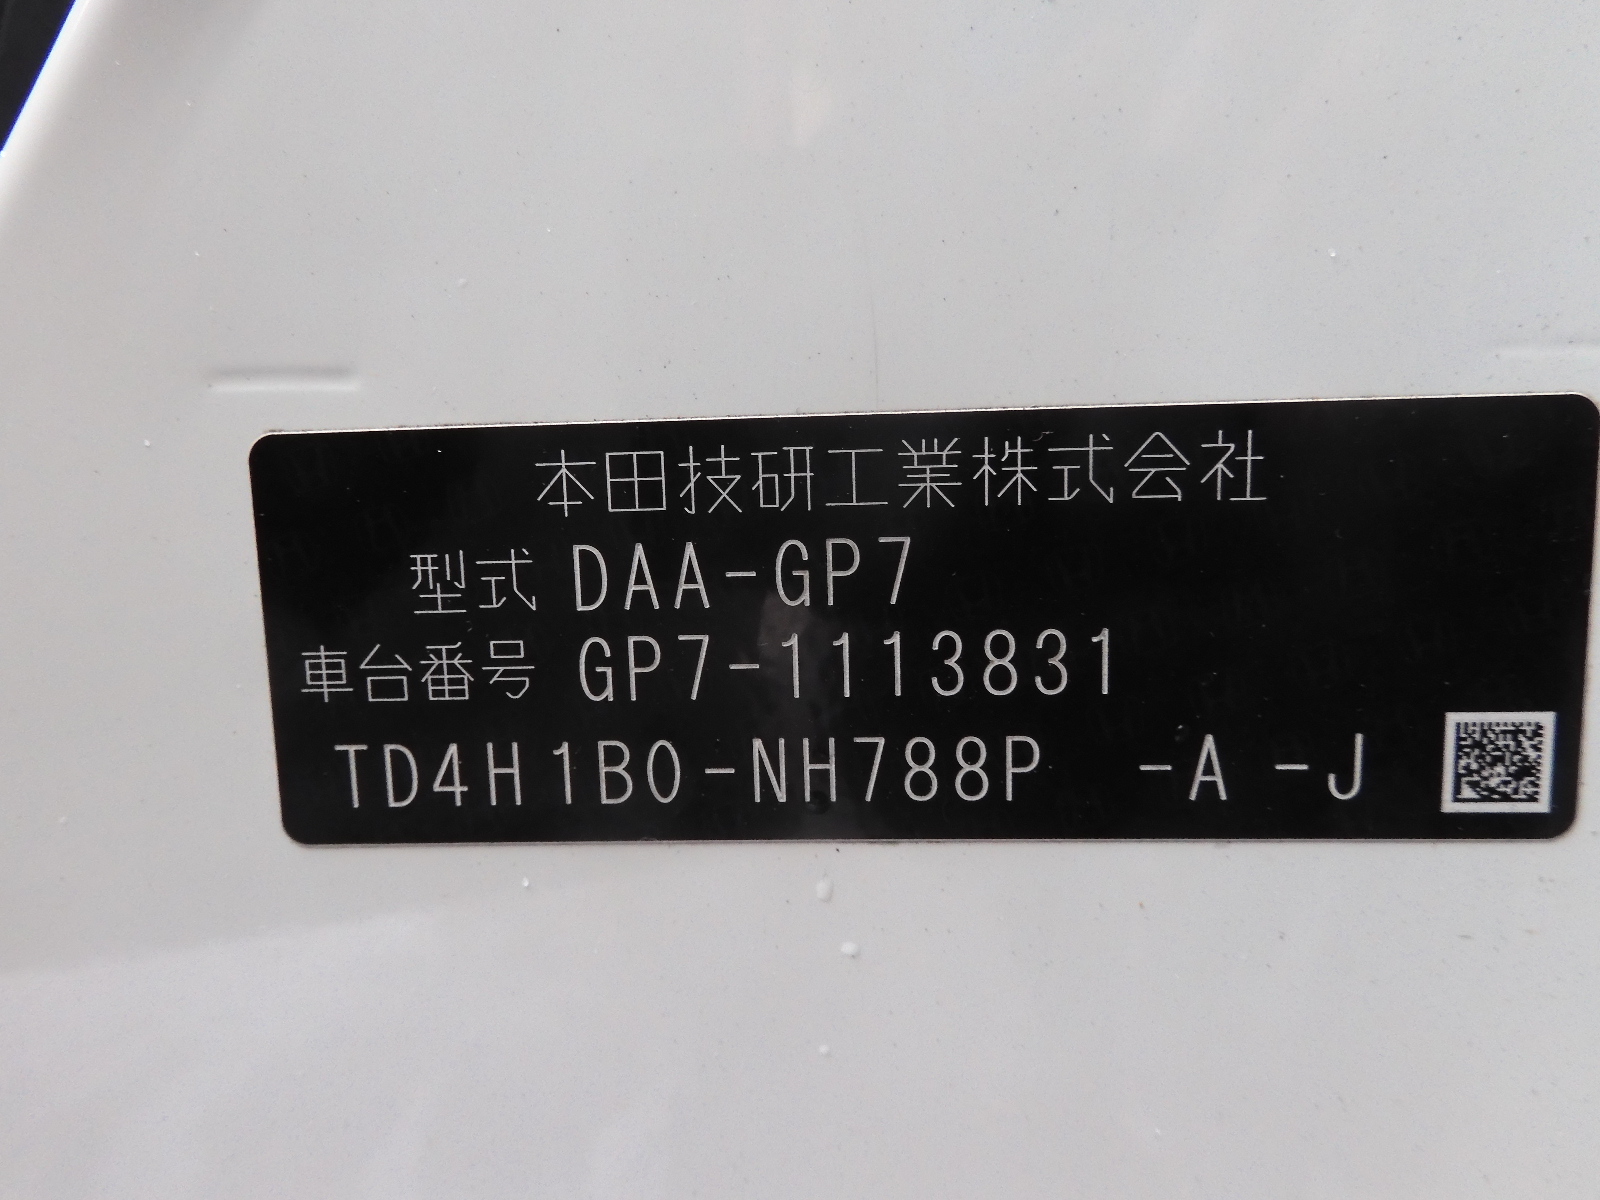 本田技研工業株式会社
型式 DAA-GP7
車台番号 GP7-1113831
TD4H1B0-NH788P -A -J